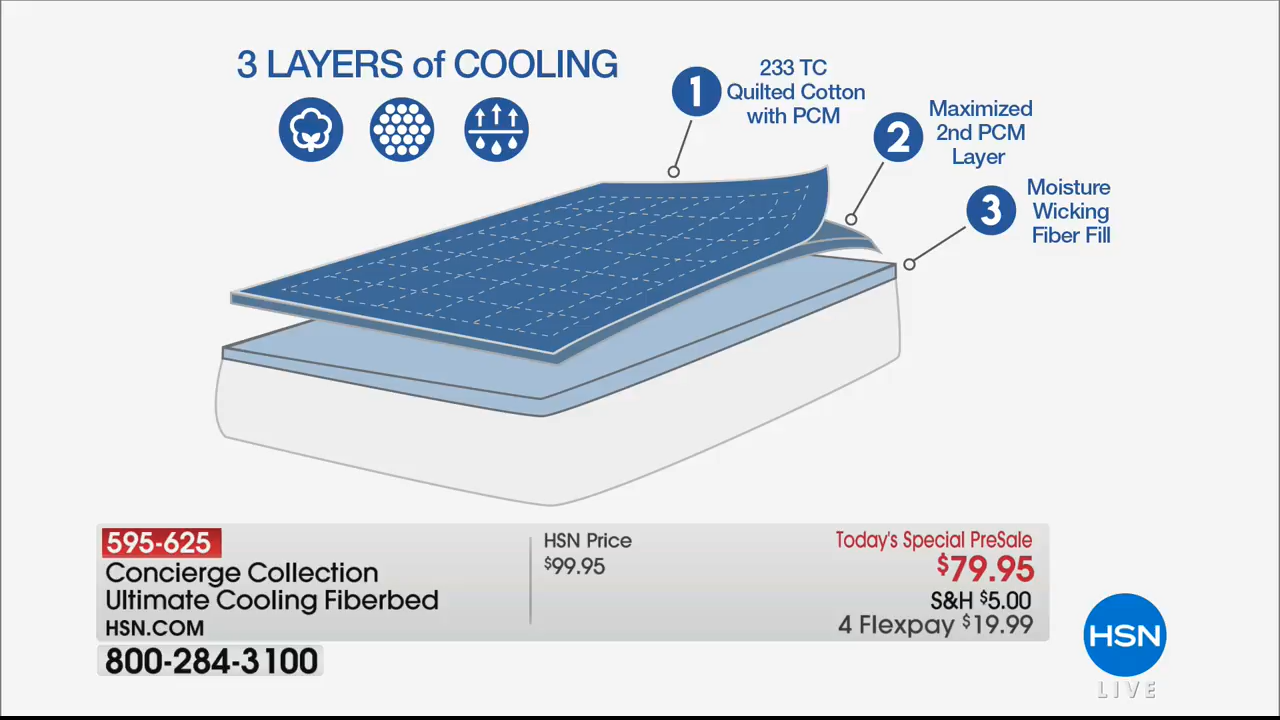 3 LAYERS of COOLING
1
233 TC
Quilted Cotton
with PCM
2
Maximized
2nd PCM
Layer
3
Moisture
Wicking
Fiber Fill
595-625
Concierge Collection
Ultimate Cooling Fiberbed
HSN.COM
800-284-3100
HSN Price
$99.95
Today's Special PreSale
$79.95
S&H $5.00
4 Flexpay $19.99
HSN
LIVE